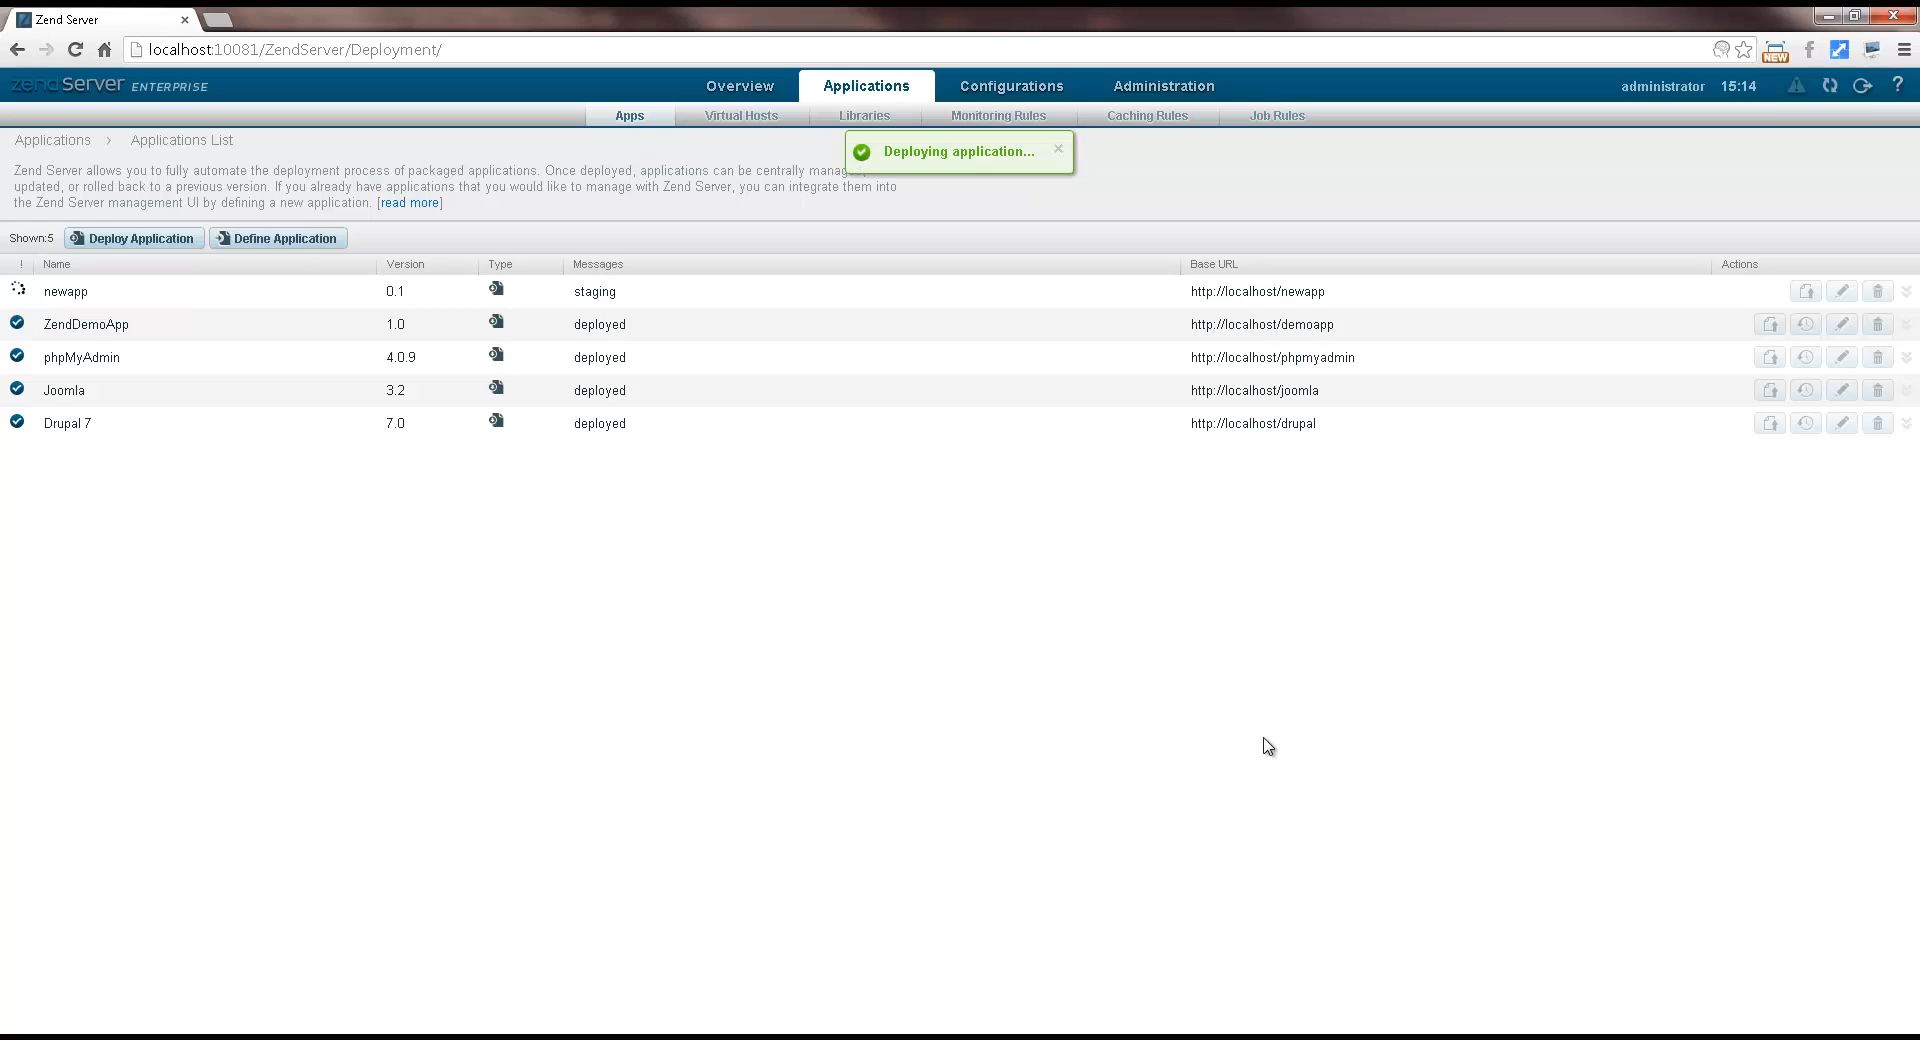 Zend Server
localhost:10081/ZendServer/Deployment/
NEW
zendServer ENTERPRISE
Overview Applications Configurations Administration
administrator 15:14
Apps Virtual Hosts Libraries Monitoring Rules Caching Rules Job Rules
Applications > Applications List
Deploying application...
Zend Server allows you to fully automate the deployment process of packaged applications. Once deployed, applications can be centrally
updated, or rolled back to a previous version. If you already have applications that you would like to manage with Zend Server, you can integrate them into
the Zend Server management UI by defining a new application. [read more]
Shown:5 Deploy Application Define Application
! Name Version Type Messages Base URL Actions
newapp 0.1 staging http://localhost/newapp
ZendDemoApp 1.0 deployed http://localhost/demoapp
phpMyAdmin 4.0.9 deployed http://localhost/phpmyadmin
Joomla 3.2 deployed http://localhost/joomla
Drupal 7 7.0 deployed http://localhost/drupal